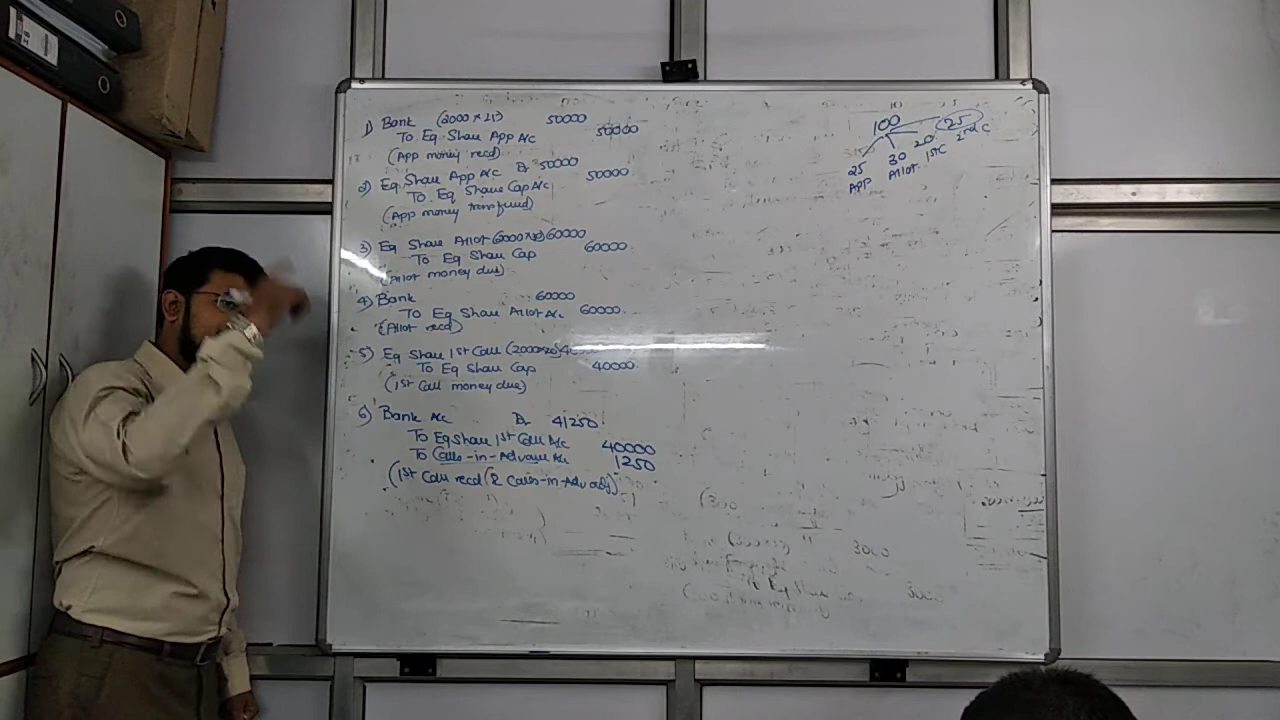 1) Bank (2000 × 25) 50000
To Eq Share App A/c 50000
(App money recd)
2) Eq Share App A/c Dr 50000
To Eq Share Cap A/c 50000
(App money transferred)
3) Eq Share Allot (2000×30) 60000
To Eq Share Cap 60000
(Allot money due)
4) Bank 60000
To Eq Share Allot A/c 60000
(Allot recd)
5) Eq Share 1st Call (2000×20)
To Eq Share Cap 40000
(1st Call money due)
6) Bank A/c Dr 41250
To Eq Share 1st Call A/c 40000
To Calls-in-Advance A/c 1250
(1st Call recd (& Calls-in-Adv
100
25 30 20 25
App Allot 1st C 2nd C
3000
To Eq Share